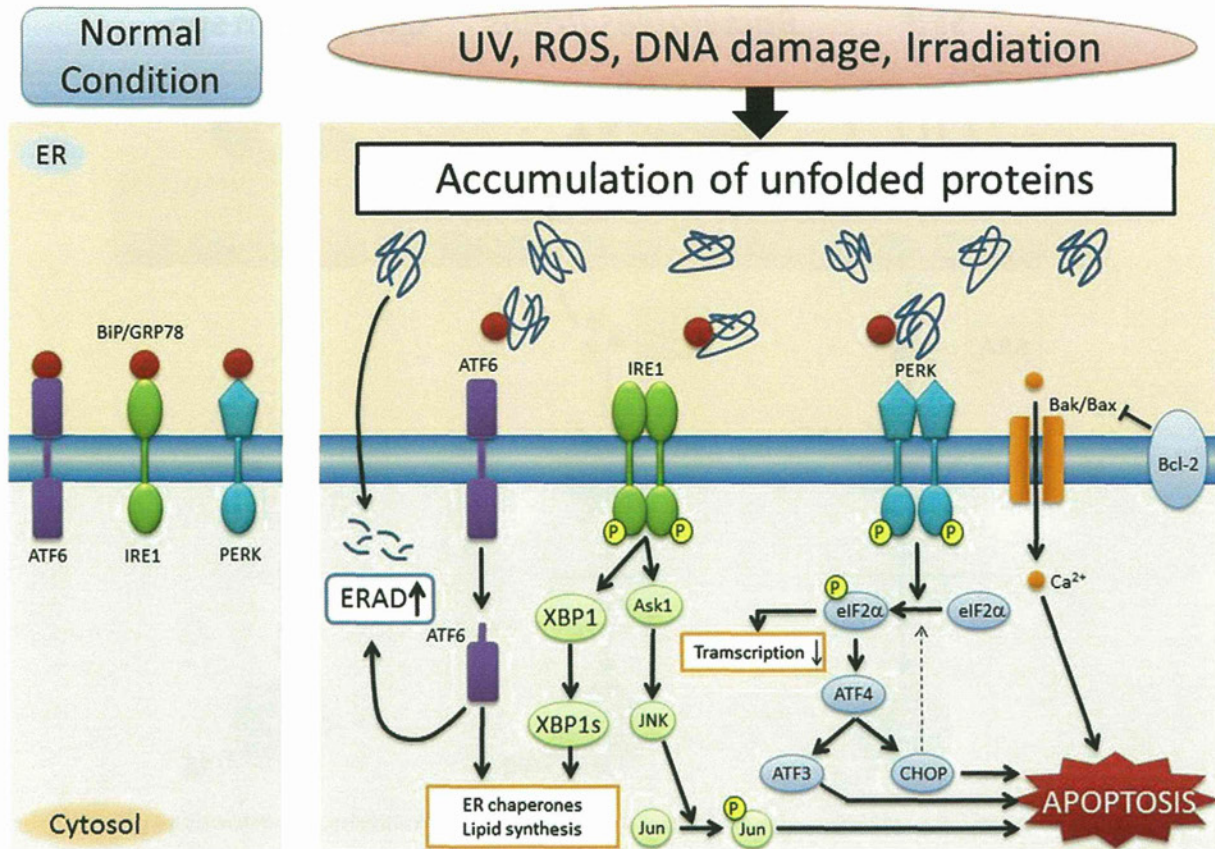 Normal
Condition
UV, ROS, DNA damage, Irradiation
ER
Accumulation of unfolded proteins
BiP/GRP78
ATF6
IRE1
PERK
ATF6
IRE1
PERK
Bak/Bax
Bcl-2
P
P
P
P
Ca2+
ERAD
ATF6
XBP1
Ask1
P
eIF2α
eIF2α
Tramscription
ATF4
XBP1s
JNK
ATF3
CHOP
APOPTOSIS
ER chaperones
Lipid synthesis
Jun
P
Jun
Cytosol